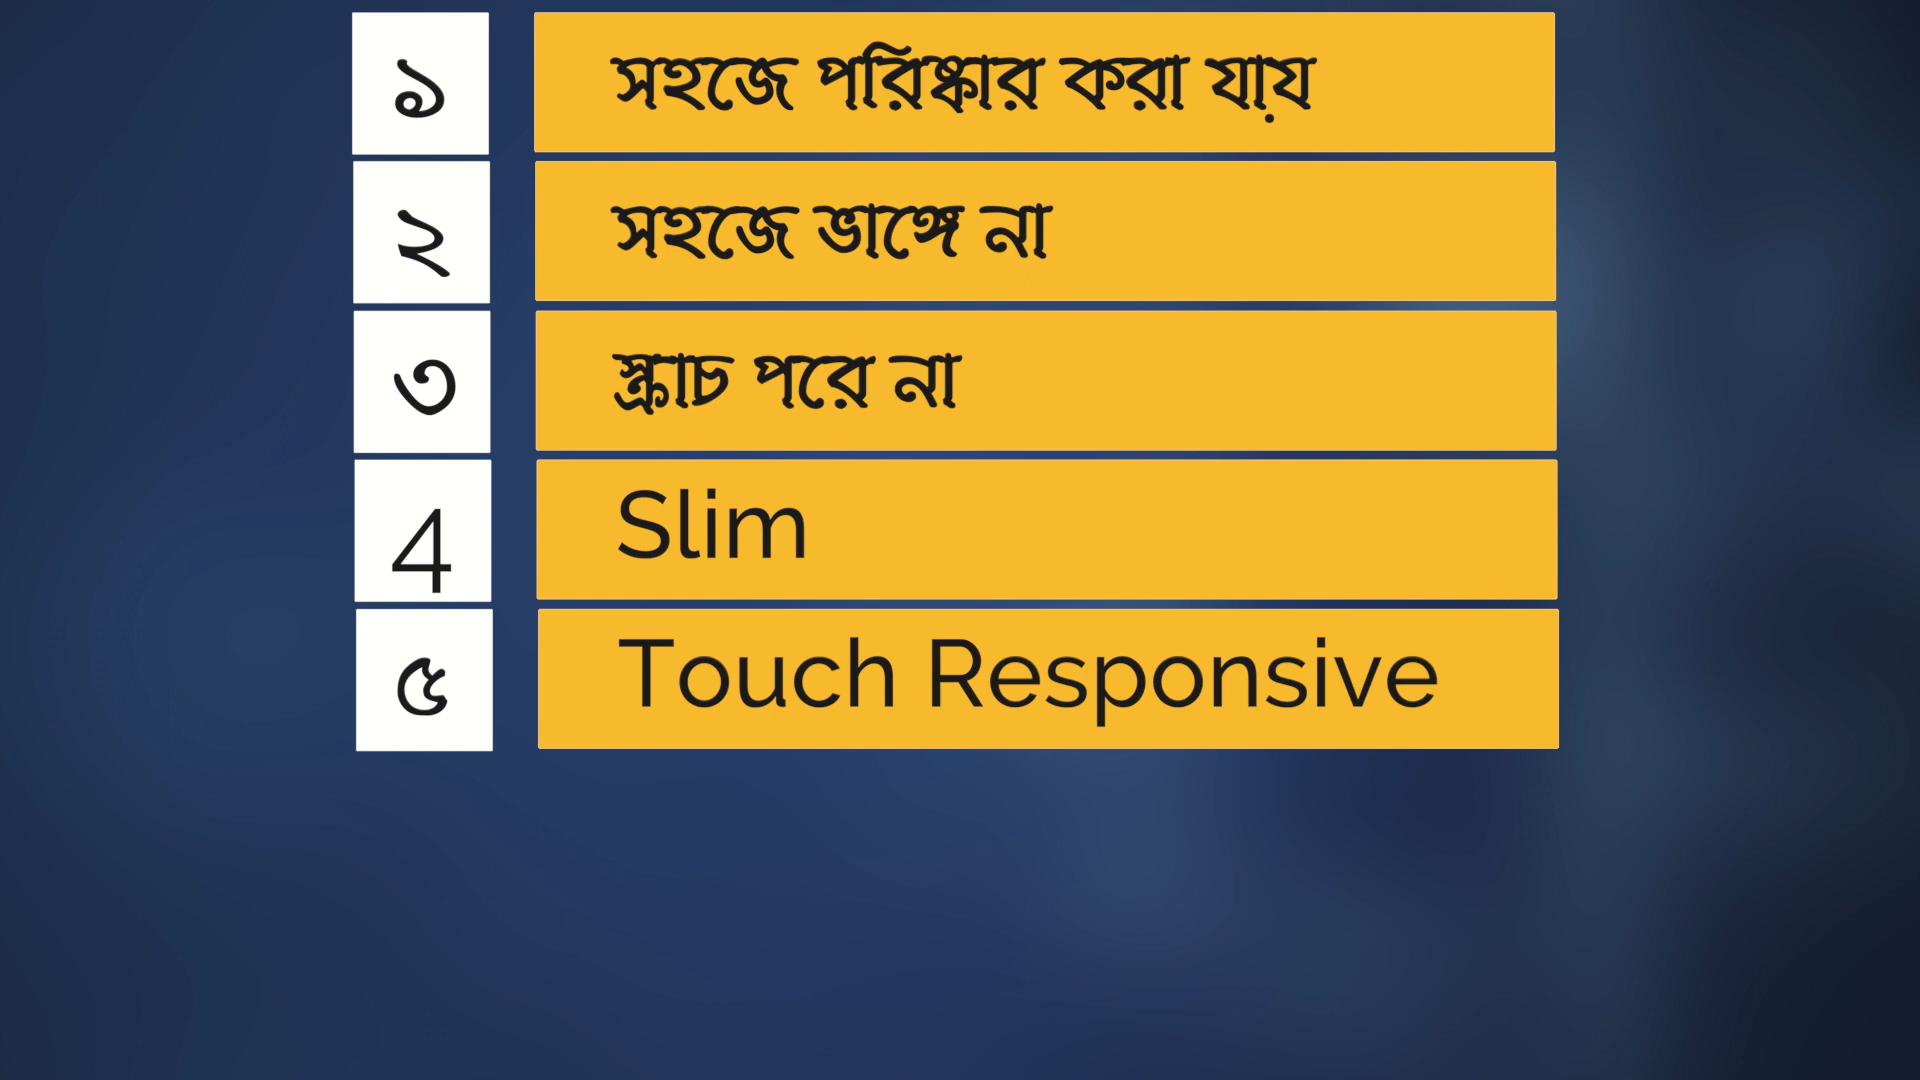 ১ সহজে পরিষ্কার করা যায়
২ সহজে ভাঙ্গে না
৩ স্ক্রাচ পরে না
4 Slim
৫ Touch Responsive